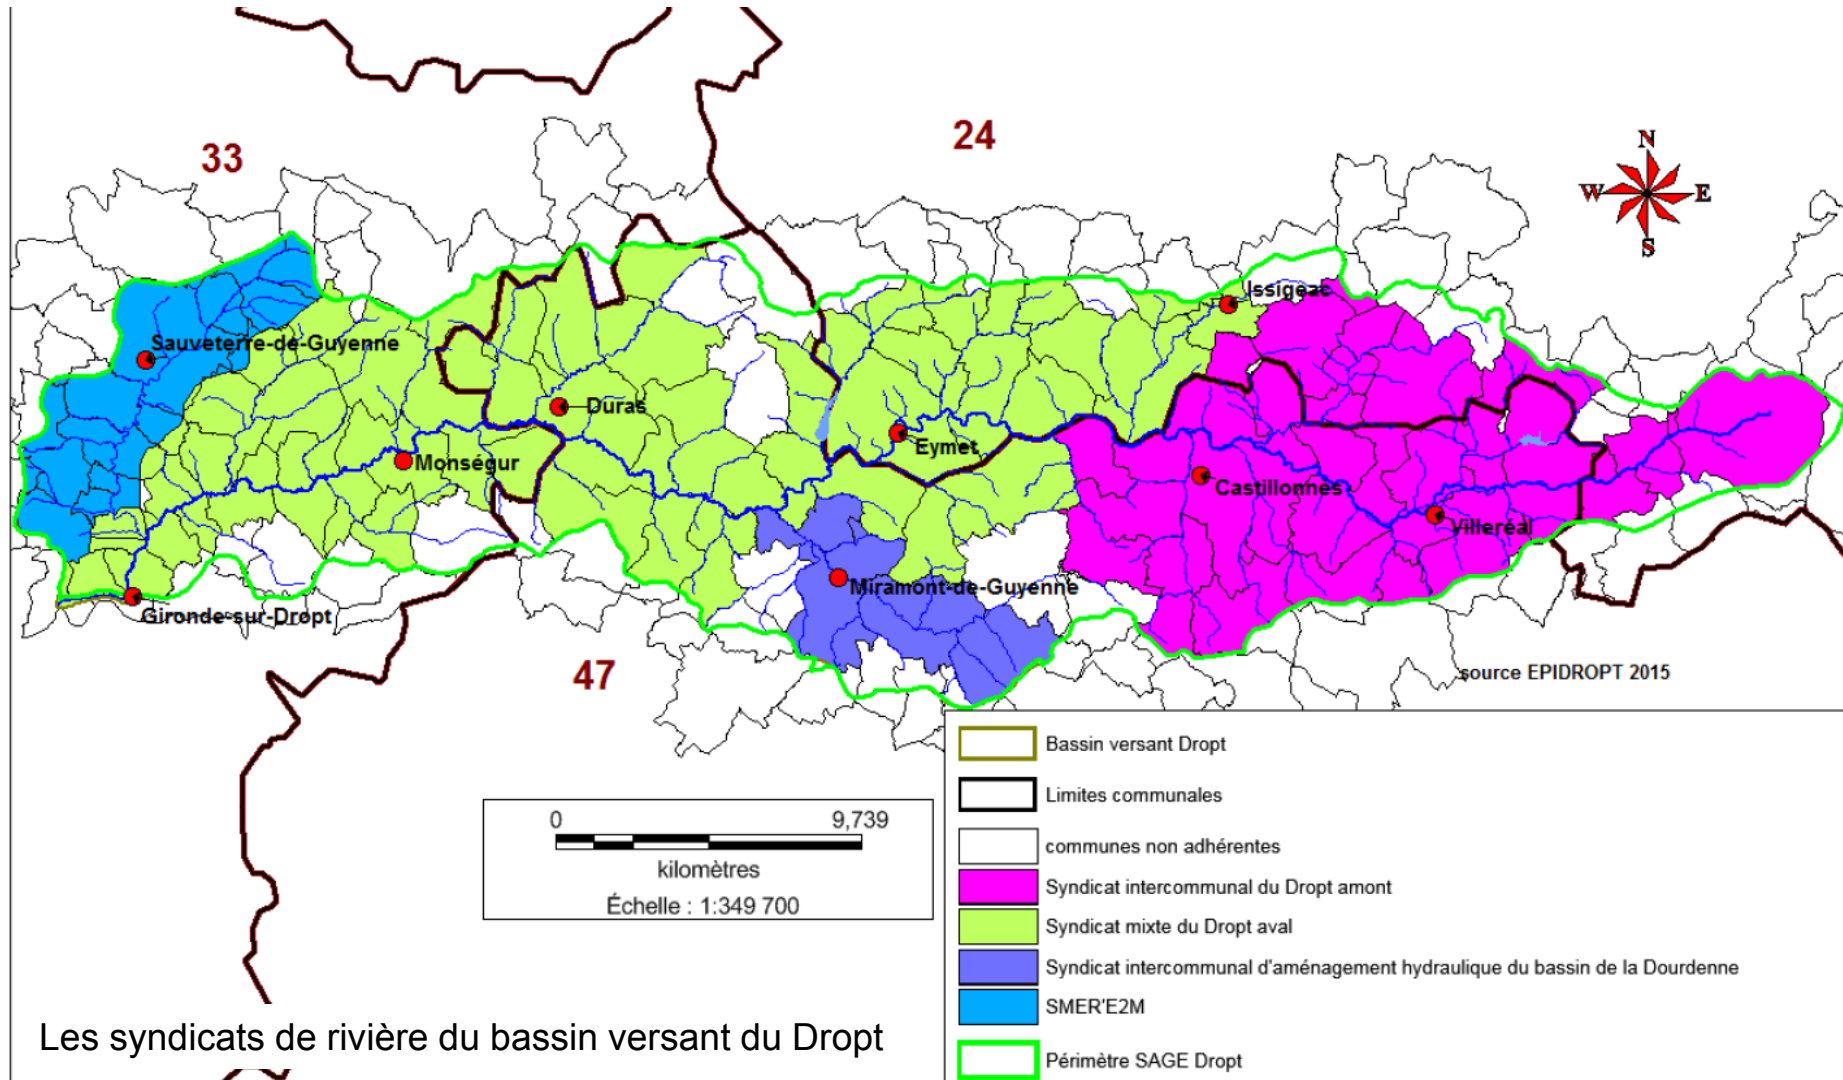 33
24
N
W
E
S
Issigeac
Sauveterre-de-Guyenne
Duras
Eymet
Monségur
Castillonnès
Villeréal
Miramont-de-Guyenne
Gironde-sur-Dropt
47
source EPIDROPT 2015
Bassin versant Dropt
Limites communales
communes non adhérentes
Syndicat intercommunal du Dropt amont
Syndicat mixte du Dropt aval
Syndicat intercommunal d'aménagement hydraulique du bassin de la Dourdenne
SMER'E2M
Périmètre SAGE Dropt
0 9,739
kilomètres
Échelle : 1:349 700
Les syndicats de rivière du bassin versant du Dropt